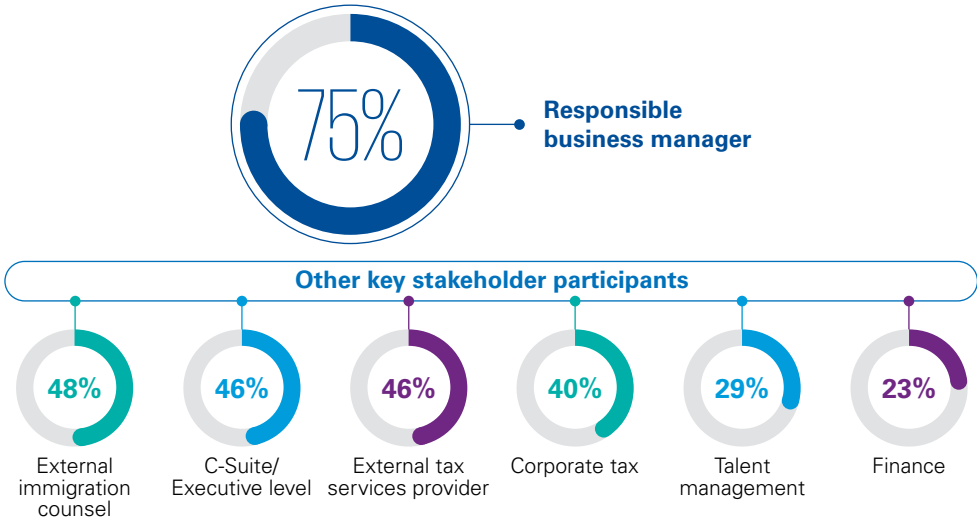 75%
Responsible
business manager
Other key stakeholder participants
48%
46%
46%
40%
29%
23%
External
immigration
counsel
C-Suite/
Executive level
External tax
services provider
Corporate tax
Talent
management
Finance